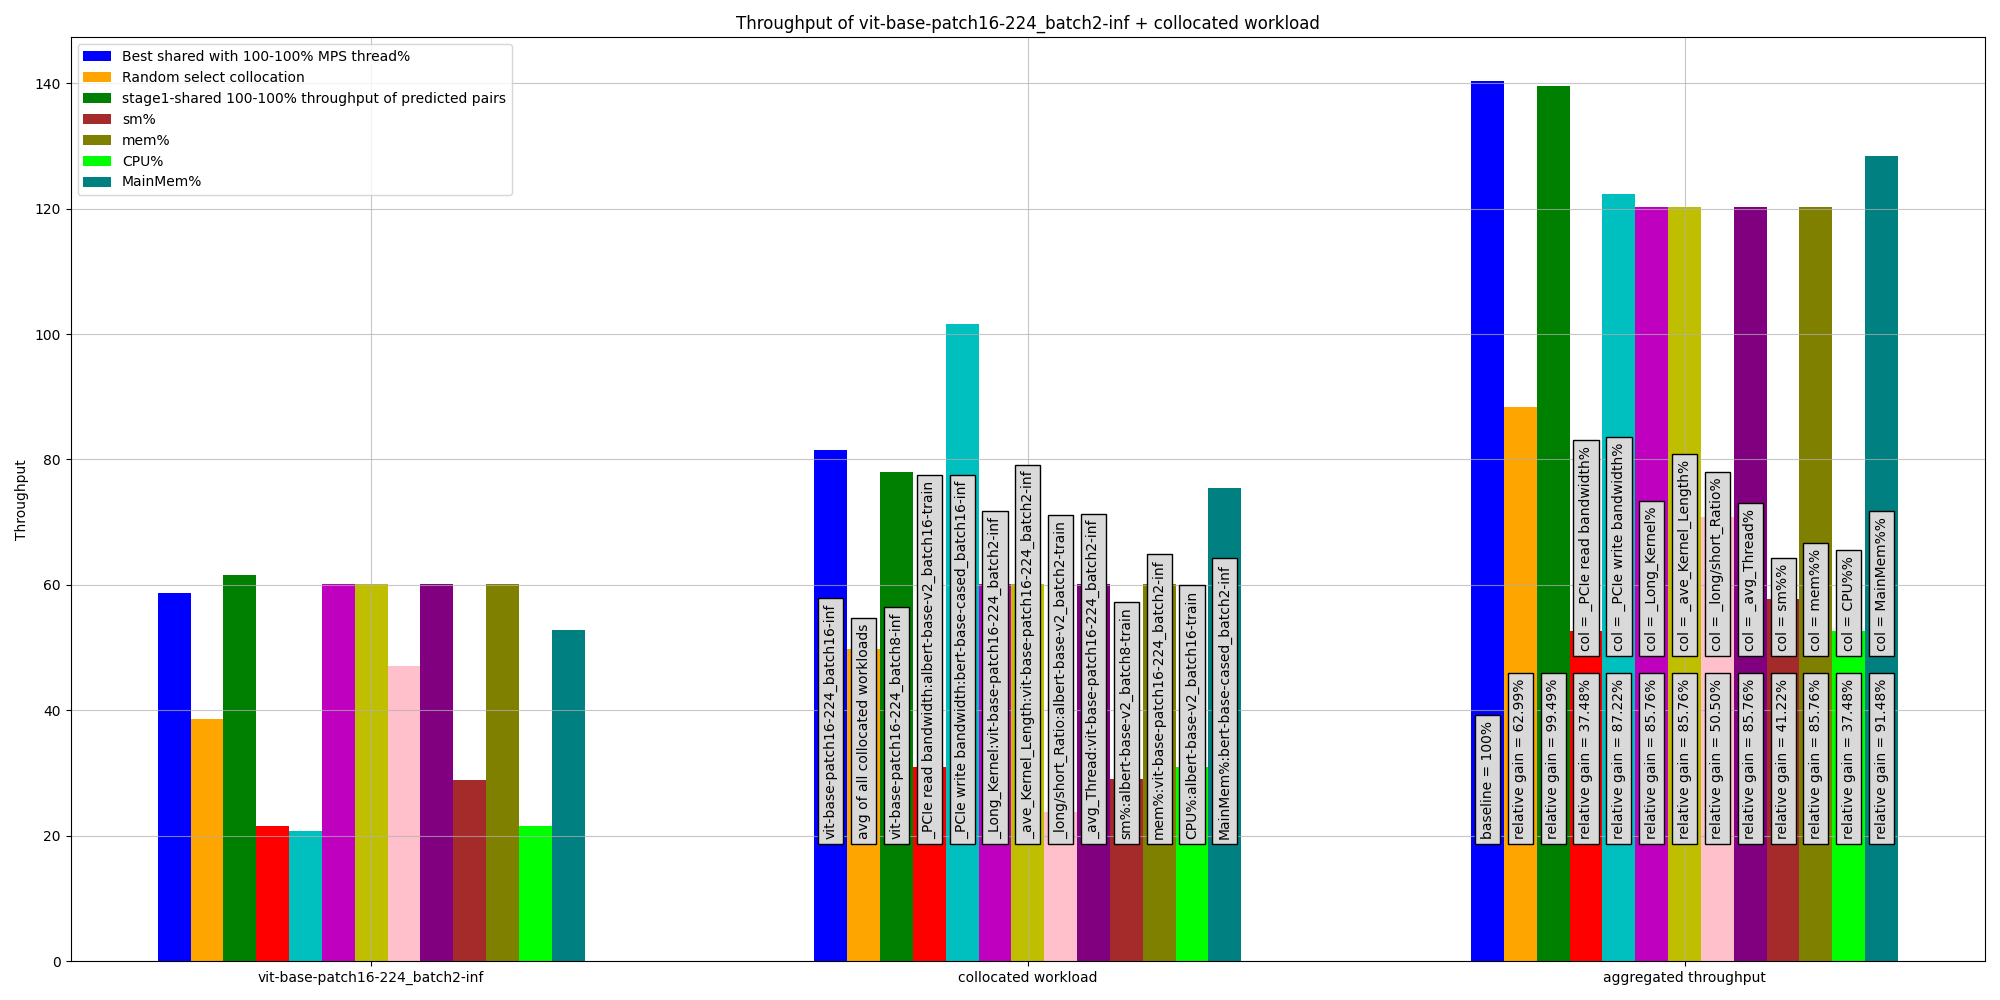 Throughput of vit-base-patch16-224_batch2-inf + collocated workload
Best shared with 100-100% MPS thread%
Random select collocation
stage1-shared 100-100% throughput of predicted pairs
sm%
mem%
CPU%
MainMem%
Throughput
140
120
100
80
60
40
20
0
vit-base-patch16-224_batch16-inf
avg of all collocated workloads
vit-base-patch16-224_batch8-inf
_PCIe read bandwidth:albert-base-v2_batch16-train
_PCIe write bandwidth:bert-base-cased_batch16-inf
_Long_Kernel:vit-base-patch16-224_batch2-inf
_ave_Kernel_Length:vit-base-patch16-224_batch2-inf
_long/short_Ratio:albert-base-v2_batch2-train
_avg_Thread:vit-base-patch16-224_batch2-inf
sm%:albert-base-v2_batch8-train
mem%:vit-base-patch16-224_batch2-inf
CPU%:albert-base-v2_batch16-train
MainMem%:bert-base-cased_batch2-inf
col = _PCIe read bandwidth%
col = _PCIe write bandwidth%
col = _Long_Kernel%
col = _ave_Kernel_Length%
col = _long/short_Ratio%
col = _avg_Thread%
col = sm%%
col = mem%%
col = CPU%%
col = MainMem%%
baseline = 100%
relative gain = 62.99%
relative gain = 99.49%
relative gain = 37.48%
relative gain = 87.22%
relative gain = 85.76%
relative gain = 85.76%
relative gain = 50.50%
relative gain = 85.76%
relative gain = 41.22%
relative gain = 85.76%
relative gain = 37.48%
relative gain = 91.48%
vit-base-patch16-224_batch2-inf
collocated workload
aggregated throughput